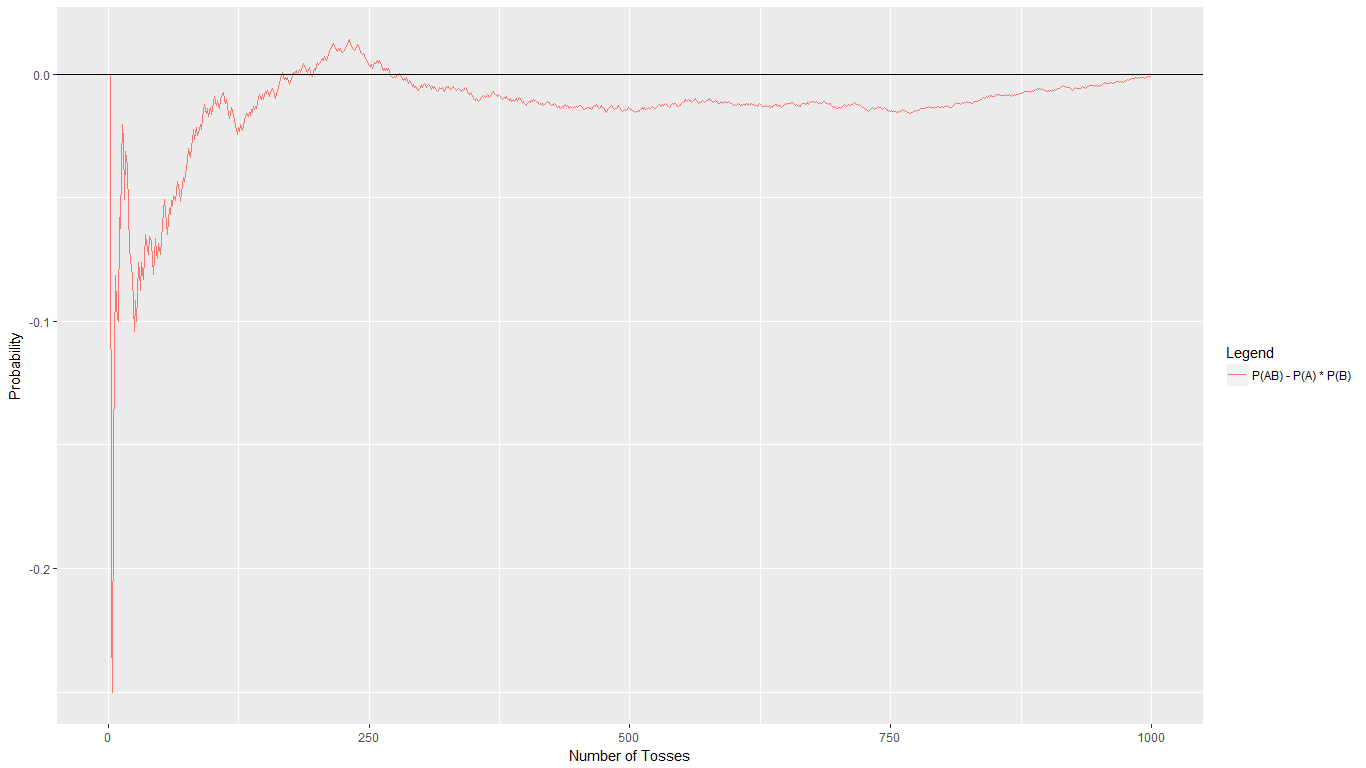 0.0
-0.1
-0.2
Probability
0
250
500
750
1000
Number of Tosses
Legend
P(AB) - P(A) * P(B)